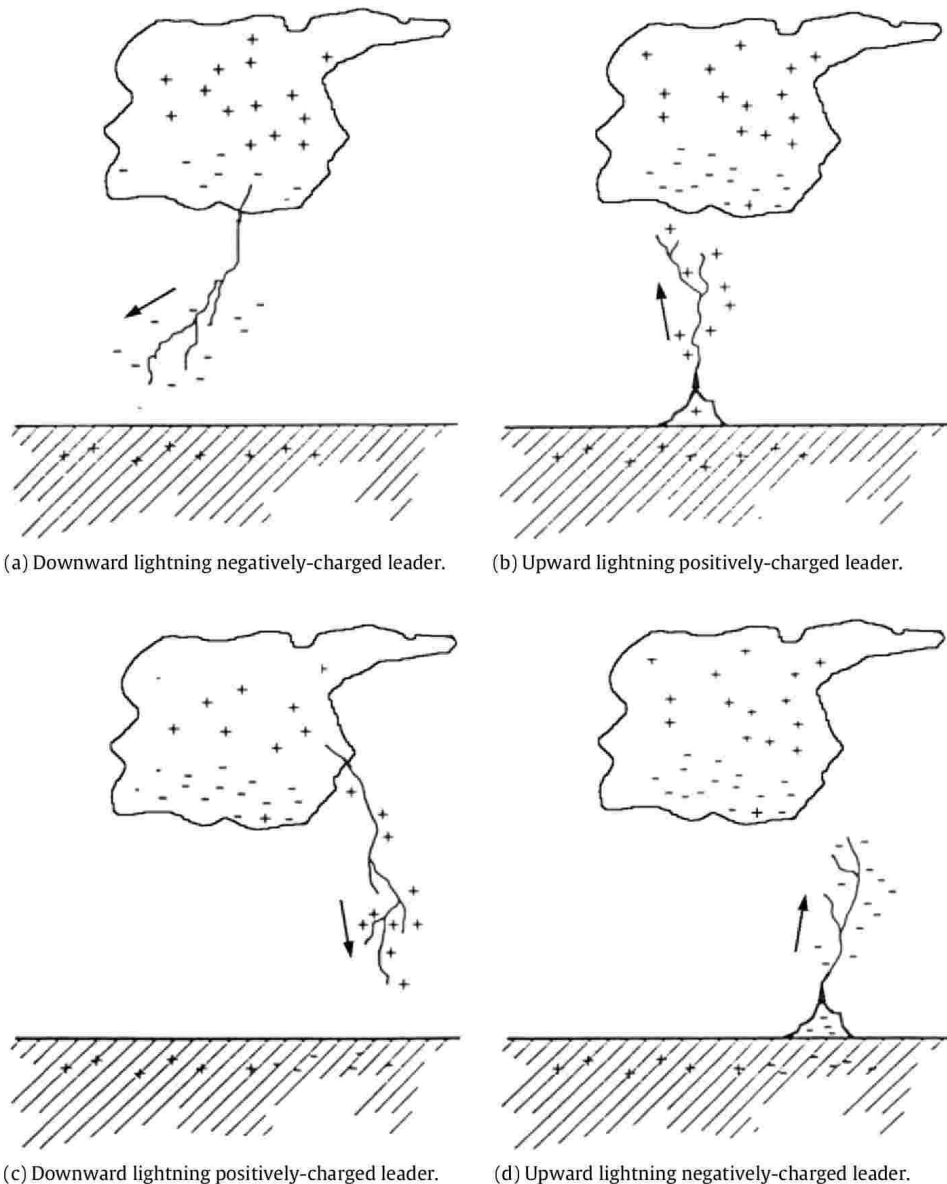 (a) Downward lightning negatively-charged leader.
(b) Upward lightning positively-charged leader.
(c) Downward lightning positively-charged leader.
(d) Upward lightning negatively-charged leader.